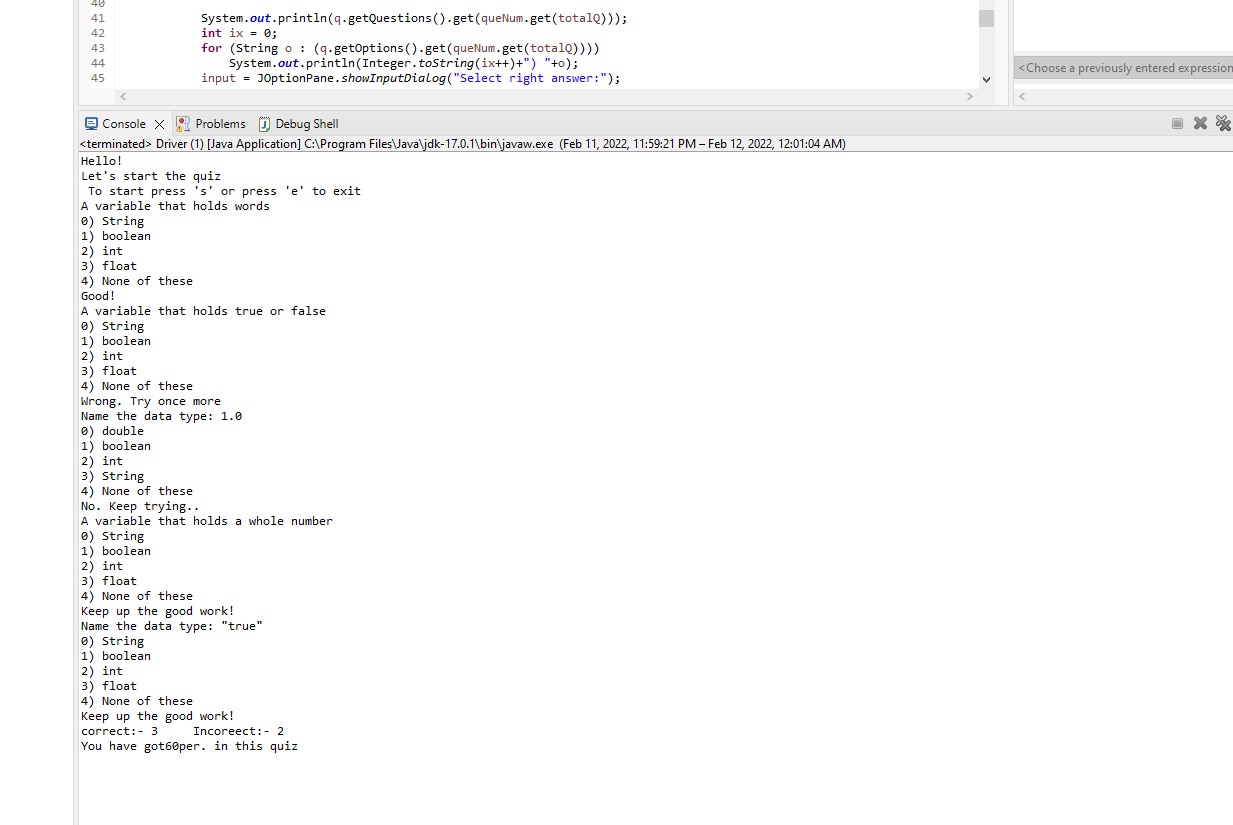 40
41 System.out.println(q.getQuestions().get(queNum.get(totalQ)));
42 int ix = 0;
43 for (String o : (q.getOptions().get(queNum.get(totalQ))))
44 System.out.println(Integer.toString(ix++)+") "+o);
45 input = JOptionPane.showInputDialog("Select right answer:");
<Choose a previously entered expression
Console Problems Debug Shell
<terminated> Driver (1) [Java Application] C:\Program Files\Java\jdk-17.0.1\bin\javaw.exe (Feb 11, 2022, 11:59:21 PM – Feb 12, 2022, 12:01:04 AM)
Hello!
Let's start the quiz
To start press 's' or press 'e' to exit
A variable that holds words
0) String
1) boolean
2) int
3) float
4) None of these
Good!
A variable that holds true or false
0) String
1) boolean
2) int
3) float
4) None of these
Wrong. Try once more
Name the data type: 1.0
0) double
1) boolean
2) int
3) String
4) None of these
No. Keep trying..
A variable that holds a whole number
0) String
1) boolean
2) int
3) float
4) None of these
Keep up the good work!
Name the data type: "true"
0) String
1) boolean
2) int
3) float
4) None of these
Keep up the good work!
correct:- 3 Incoreect:- 2
You have got60per. in this quiz